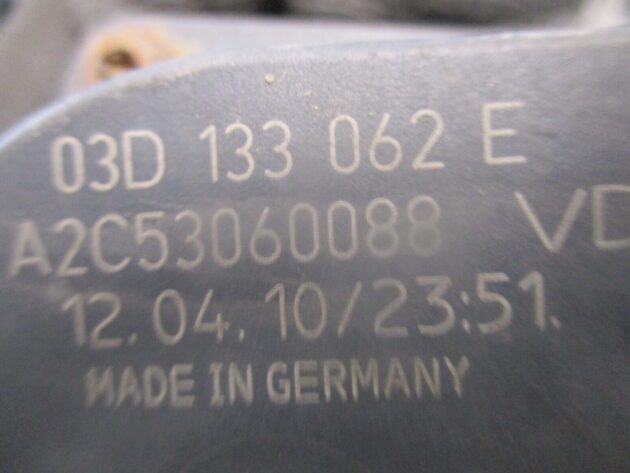 03D 133 062 E
A2C53060088 VD
12.04.10/23:51.
MADE IN GERMANY